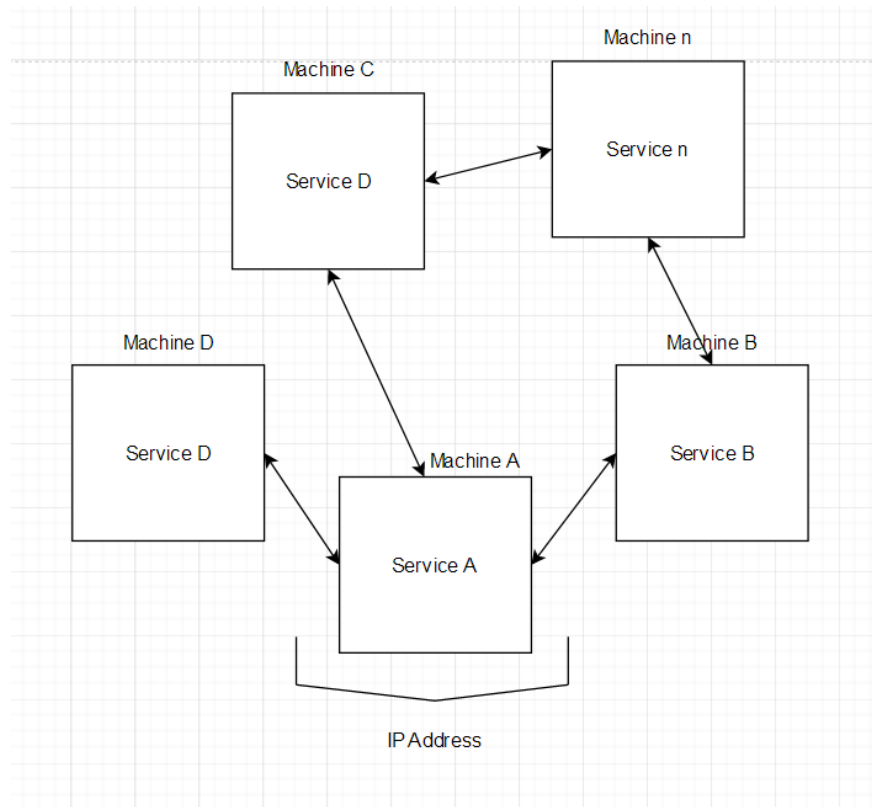 Machine n
Machine C
Service n
Service D
Machine D
Machine B
Service D
Service B
Machine A
Service A
IP Address